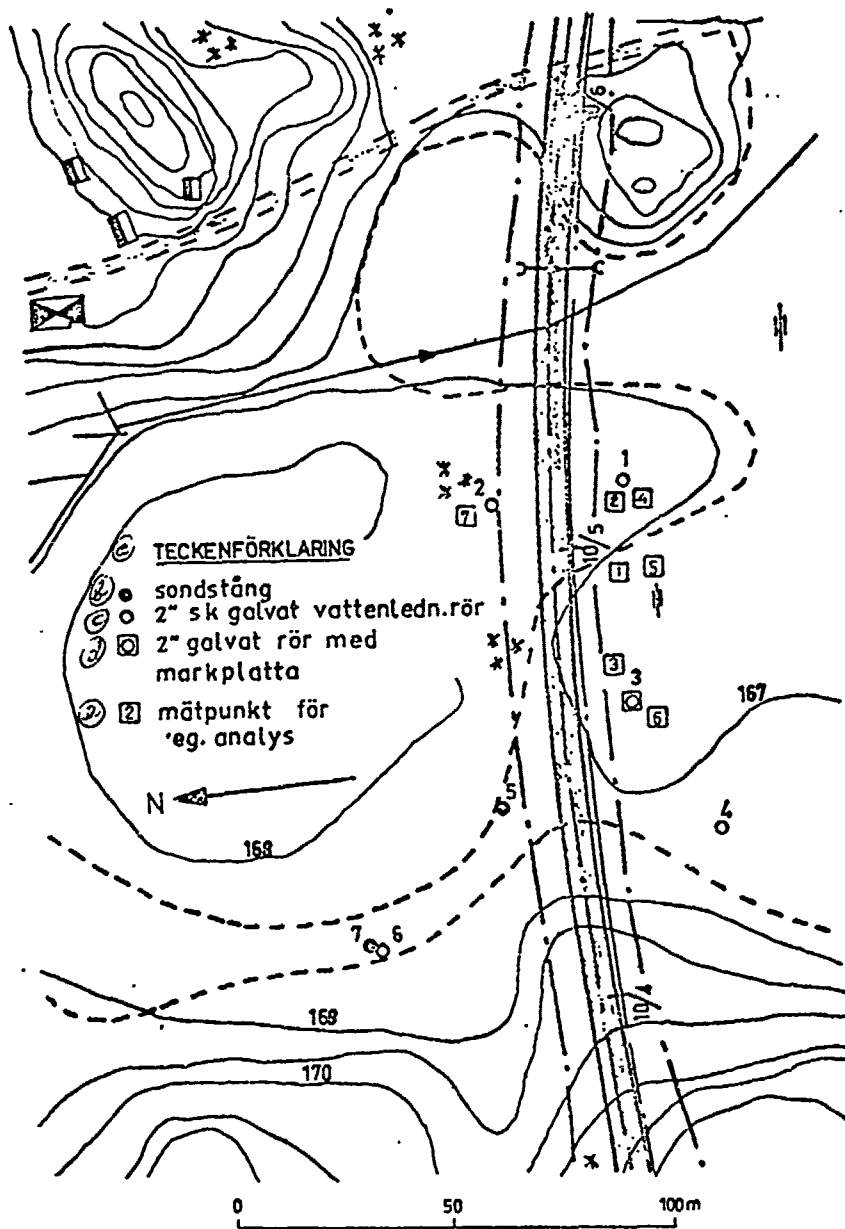 6
1
2
2 4
7
10/5
1 5
TECKENFÖRKLARING
sondstång
2" sk galvat vattenledn.rör
2" galvat rör med
markplatta
2 mätpunkt för
veg. analys
3
3
6
167
N
5
4
168
7 6
169
10/4
170
0 50 100m